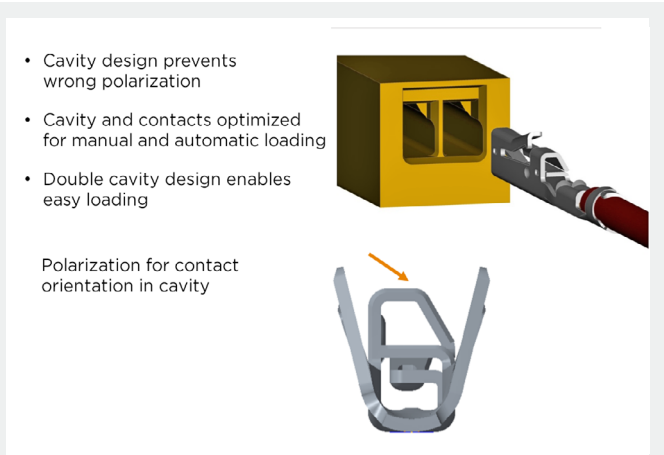 • Cavity design prevents
wrong polarization
• Cavity and contacts optimized
for manual and automatic loading
• Double cavity design enables
easy loading
Polarization for contact
orientation in cavity